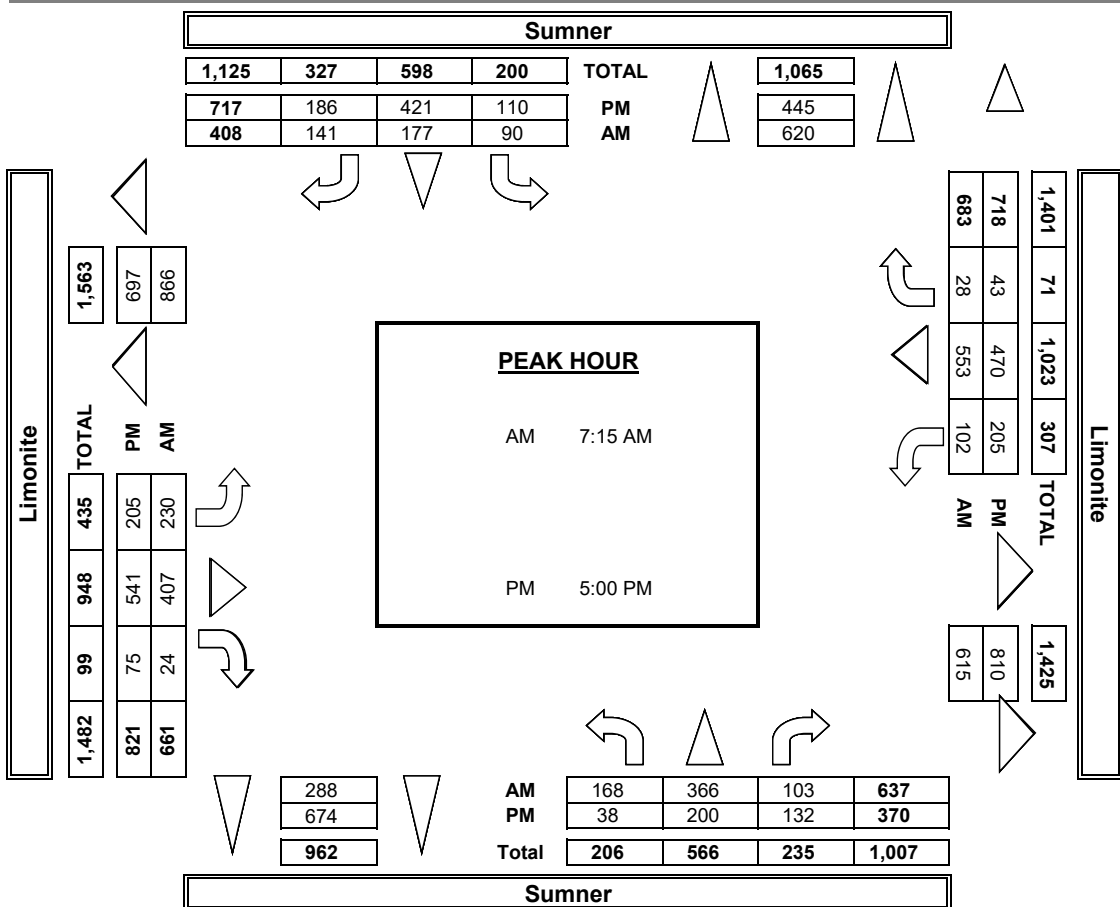 Sumner
1,125 327 598 200 TOTAL 1,065
717 186 421 110 PM 445
408 141 177 90 AM 620
Limonite
1,563
697
866
TOTAL
PM
AM
435 948 99 1,482
205 541 75 821
230 407 24 661
PEAK HOUR
AM 7:15 AM
PM 5:00 PM
1,401 71 1,023 307 TOTAL
718 43 470 205 PM
683 28 553 102 AM
1,425
810
615
Limonite
288 AM 168 366 103 637
674 PM 38 200 132 370
962 Total 206 566 235 1,007
Sumner